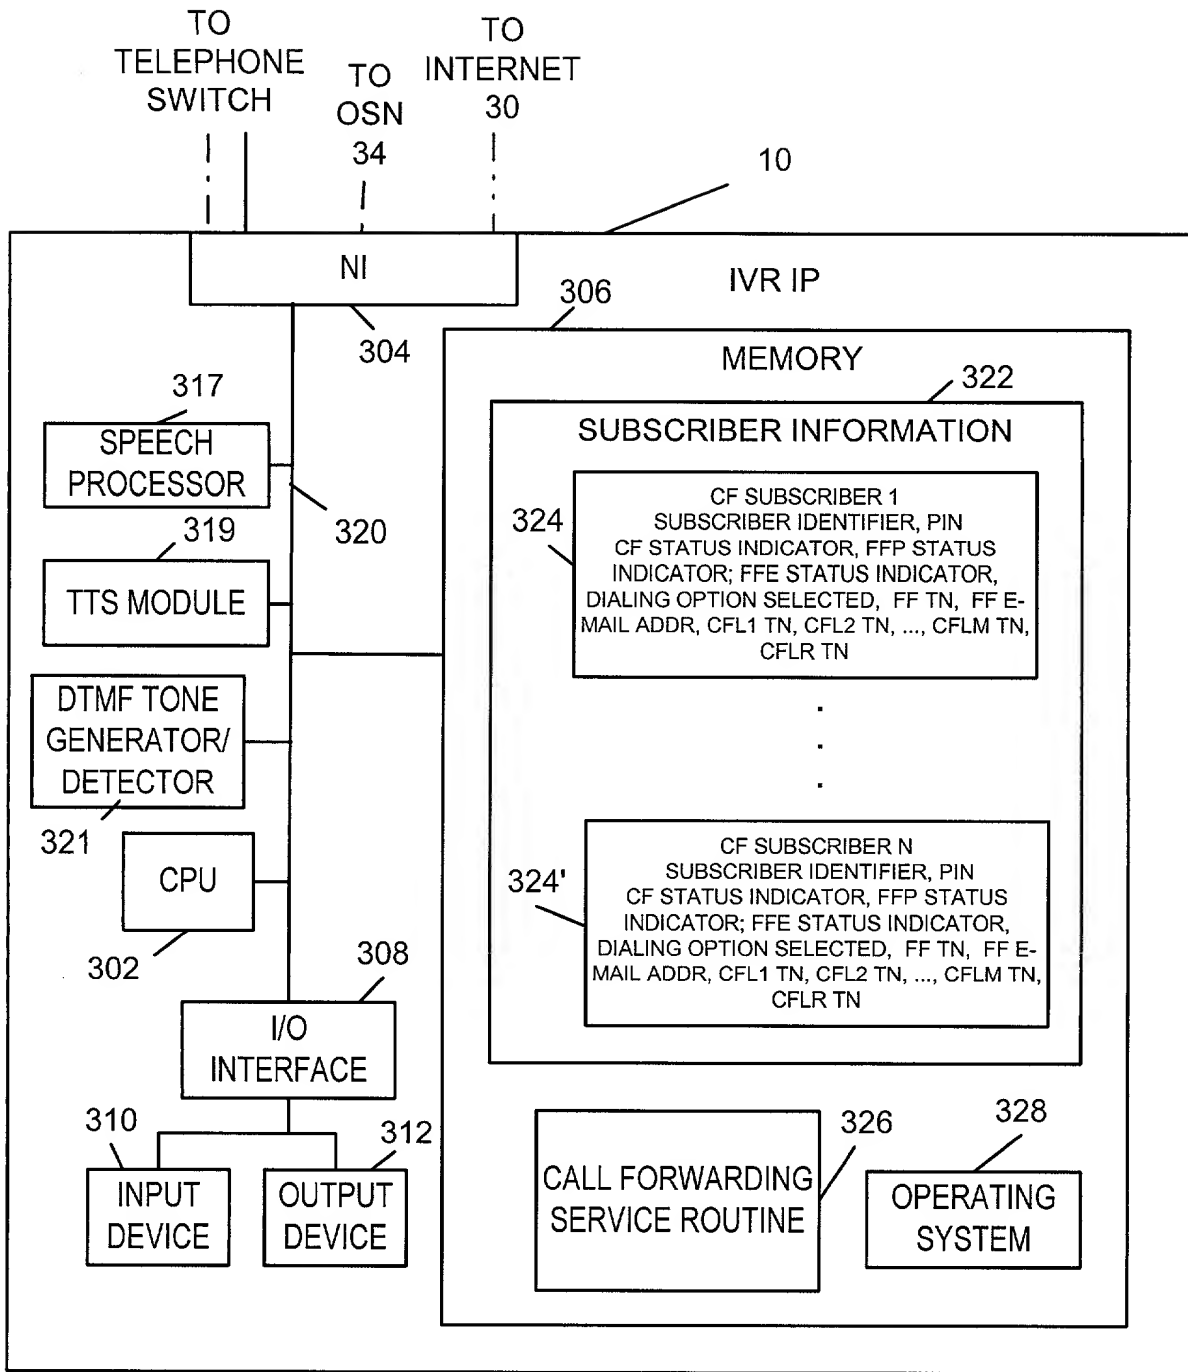 TO
TELEPHONE
SWITCH
TO
OSN
34
TO
INTERNET
30
10
NI
IVR IP
304
306
MEMORY
317
SPEECH
PROCESSOR
320
322
SUBSCRIBER INFORMATION
324
CF SUBSCRIBER 1
SUBSCRIBER IDENTIFIER, PIN
CF STATUS INDICATOR, FFP STATUS
INDICATOR; FFE STATUS INDICATOR,
DIALING OPTION SELECTED, FF TN, FF E-
MAIL ADDR, CFL1 TN, CFL2 TN, ..., CFLM TN,
CFLR TN
319
TTS MODULE
DTMF TONE
GENERATOR/
DETECTOR
321
324'
CF SUBSCRIBER N
SUBSCRIBER IDENTIFIER, PIN
CF STATUS INDICATOR, FFP STATUS
INDICATOR; FFE STATUS INDICATOR,
DIALING OPTION SELECTED, FF TN, FF E-
MAIL ADDR, CFL1 TN, CFL2 TN, ..., CFLM TN,
CFLR TN
CPU
302
308
I/O
INTERFACE
310
INPUT
DEVICE
312
OUTPUT
DEVICE
326
CALL FORWARDING
SERVICE ROUTINE
328
OPERATING
SYSTEM